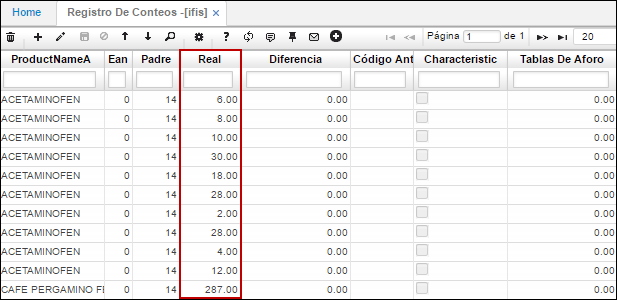 Home Registro De Conteos -[ifis] ×
Página 1 de 1 20
ProductNameA Ean Padre Real Diferencia Código Ant Characteristic Tablas De Aforo
ACETAMINOFEN 0 14 6.00 0.00 0.00
ACETAMINOFEN 0 14 8.00 0.00 0.00
ACETAMINOFEN 0 14 10.00 0.00 0.00
ACETAMINOFEN 0 14 30.00 0.00 0.00
ACETAMINOFEN 0 14 18.00 0.00 0.00
ACETAMINOFEN 0 14 28.00 0.00 0.00
ACETAMINOFEN 0 14 2.00 0.00 0.00
ACETAMINOFEN 0 14 28.00 0.00 0.00
ACETAMINOFEN 0 14 4.00 0.00 0.00
ACETAMINOFEN 0 14 12.00 0.00 0.00
CAFE PERGAMINO 0 14 287.00 0.00 0.00